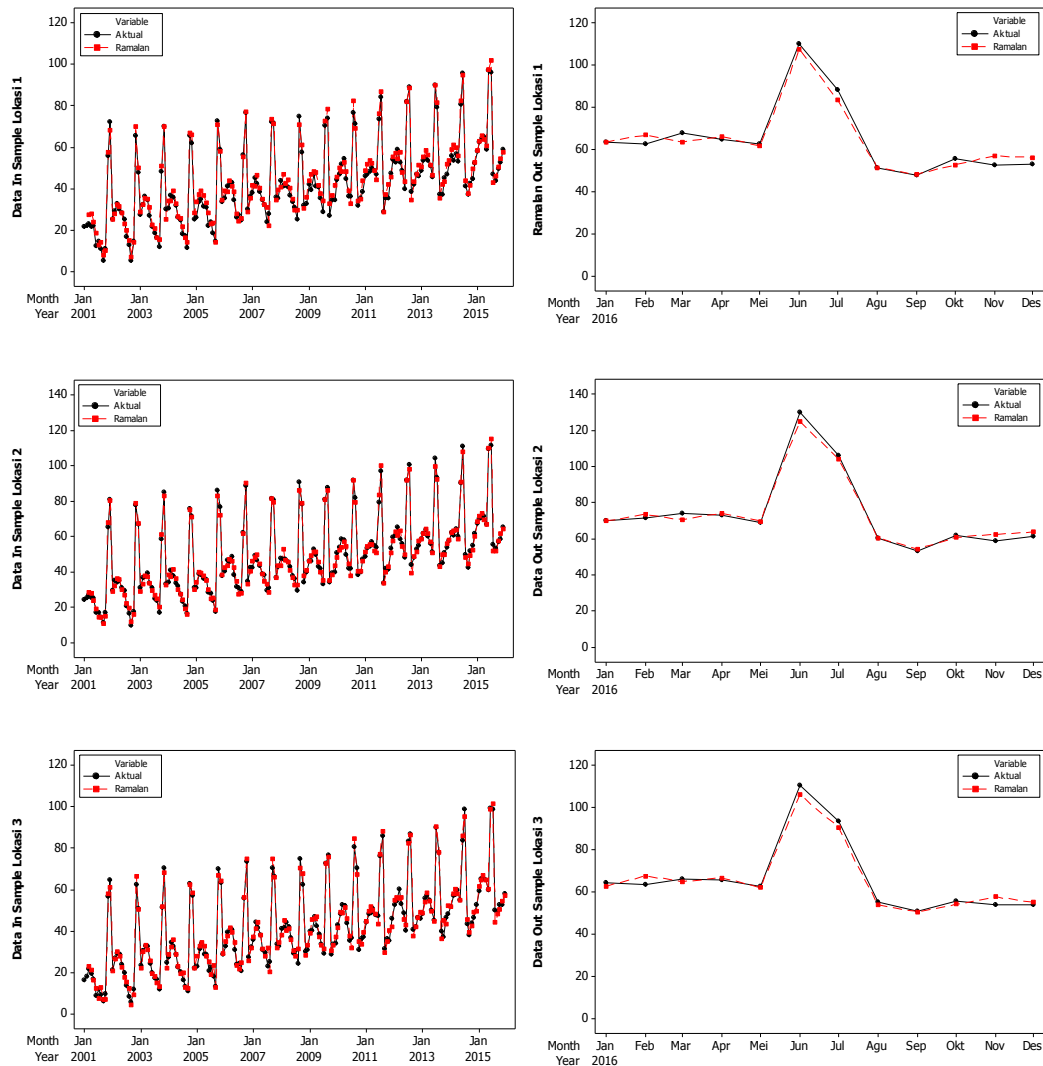 Data In Sample Lokasi 1
120
100
80
60
40
20
0
Variable
Aktual
Ramalan
Month Jan Jan Jan Jan Jan Jan Jan Jan
Year 2001 2003 2005 2007 2009 2011 2013 2015
Ramalan Out Sample Lokasi 1
120
100
80
60
40
20
0
Variable
Aktual
Ramalan
Month Jan Feb Mar Apr Mei Jun Jul Agu Sep Okt Nov Des
Year 2016
Data In Sample Lokasi 2
140
120
100
80
60
40
20
0
Variable
Aktual
Ramalan
Month Jan Jan Jan Jan Jan Jan Jan Jan
Year 2001 2003 2005 2007 2009 2011 2013 2015
Data Out Sample Lokasi 2
140
120
100
80
60
40
20
0
Variable
Aktual
Ramalan
Month Jan Feb Mar Apr Mei Jun Jul Agu Sep Okt Nov Des
Year 2016
Data In Sample Lokasi 3
120
100
80
60
40
20
0
Variable
Aktual
Ramalan
Month Jan Jan Jan Jan Jan Jan Jan Jan
Year 2001 2003 2005 2007 2009 2011 2013 2015
Data Out Sample Lokasi 3
120
100
80
60
40
20
0
Variable
Aktual
Ramalan
Month Jan Feb Mar Apr Mei Jun Jul Agu Sep Okt Nov Des
Year 2016